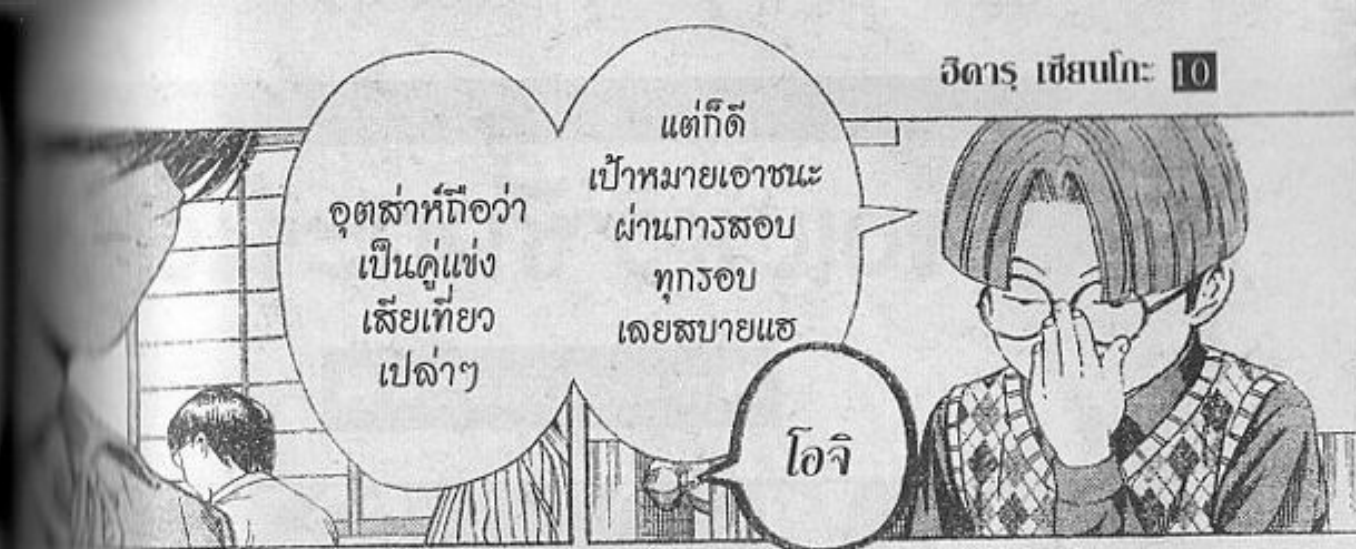 ฮิคารุ เซียนโกะ 10
แต่ก็ดี
เป้าหมายเอาชนะ
ผ่านการสอบ
ทุกรอบ
เลยสบายแฮ
อุตส่าห์ถือว่า
เป็นคู่แข่ง
เสียเที่ยว
เปล่าๆ
โอจิ